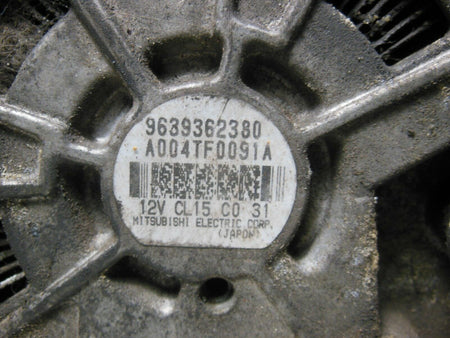 9639362380
A004TF0091A
12V CL15 C0 31
MITSUBISHI ELECTRIC CORP.
(JAPON)